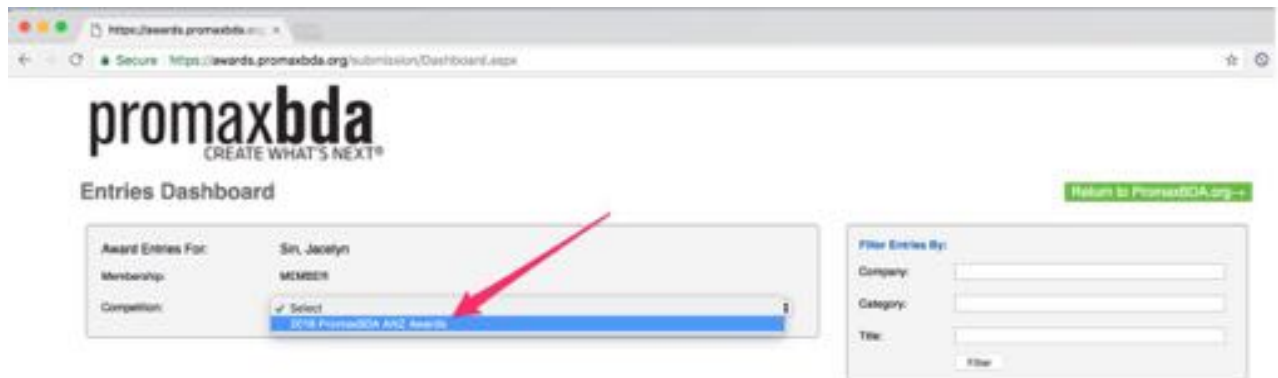 https://awards.promaxbda.org
Secure https://awards.promaxbda.org/submission/Dashboard.aspx
promaxbda
CREATE WHAT'S NEXT®
Entries Dashboard
Return to PromaxBDA.org→
Award Entries For: Sin, Jacelyn
Membership: MEMBER
Competition: ✓ Select
2018 PromaxBDA ANZ Awards
Filter Entries By:
Company:
Category:
Title:
Filter